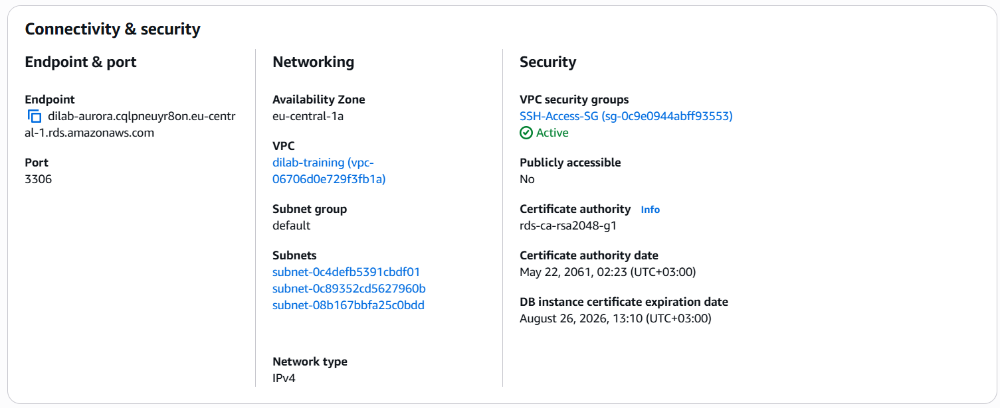 Connectivity & security
Endpoint & port
Endpoint
dilab-aurora.cqlpneuyr8on.eu-centr
al-1.rds.amazonaws.com
Port
3306
Networking
Availability Zone
eu-central-1a
VPC
dilab-training (vpc-
06706d0e729f3fb1a)
Subnet group
default
Subnets
subnet-0c4defb5391cbdf01
subnet-0c89352cd5627960b
subnet-08b167bbfa25c0bdd
Network type
IPv4
Security
VPC security groups
SSH-Access-SG (sg-0c9e0944abff93553)
Active
Publicly accessible
No
Certificate authority Info
rds-ca-rsa2048-g1
Certificate authority date
May 22, 2061, 02:23 (UTC+03:00)
DB instance certificate expiration date
August 26, 2026, 13:10 (UTC+03:00)